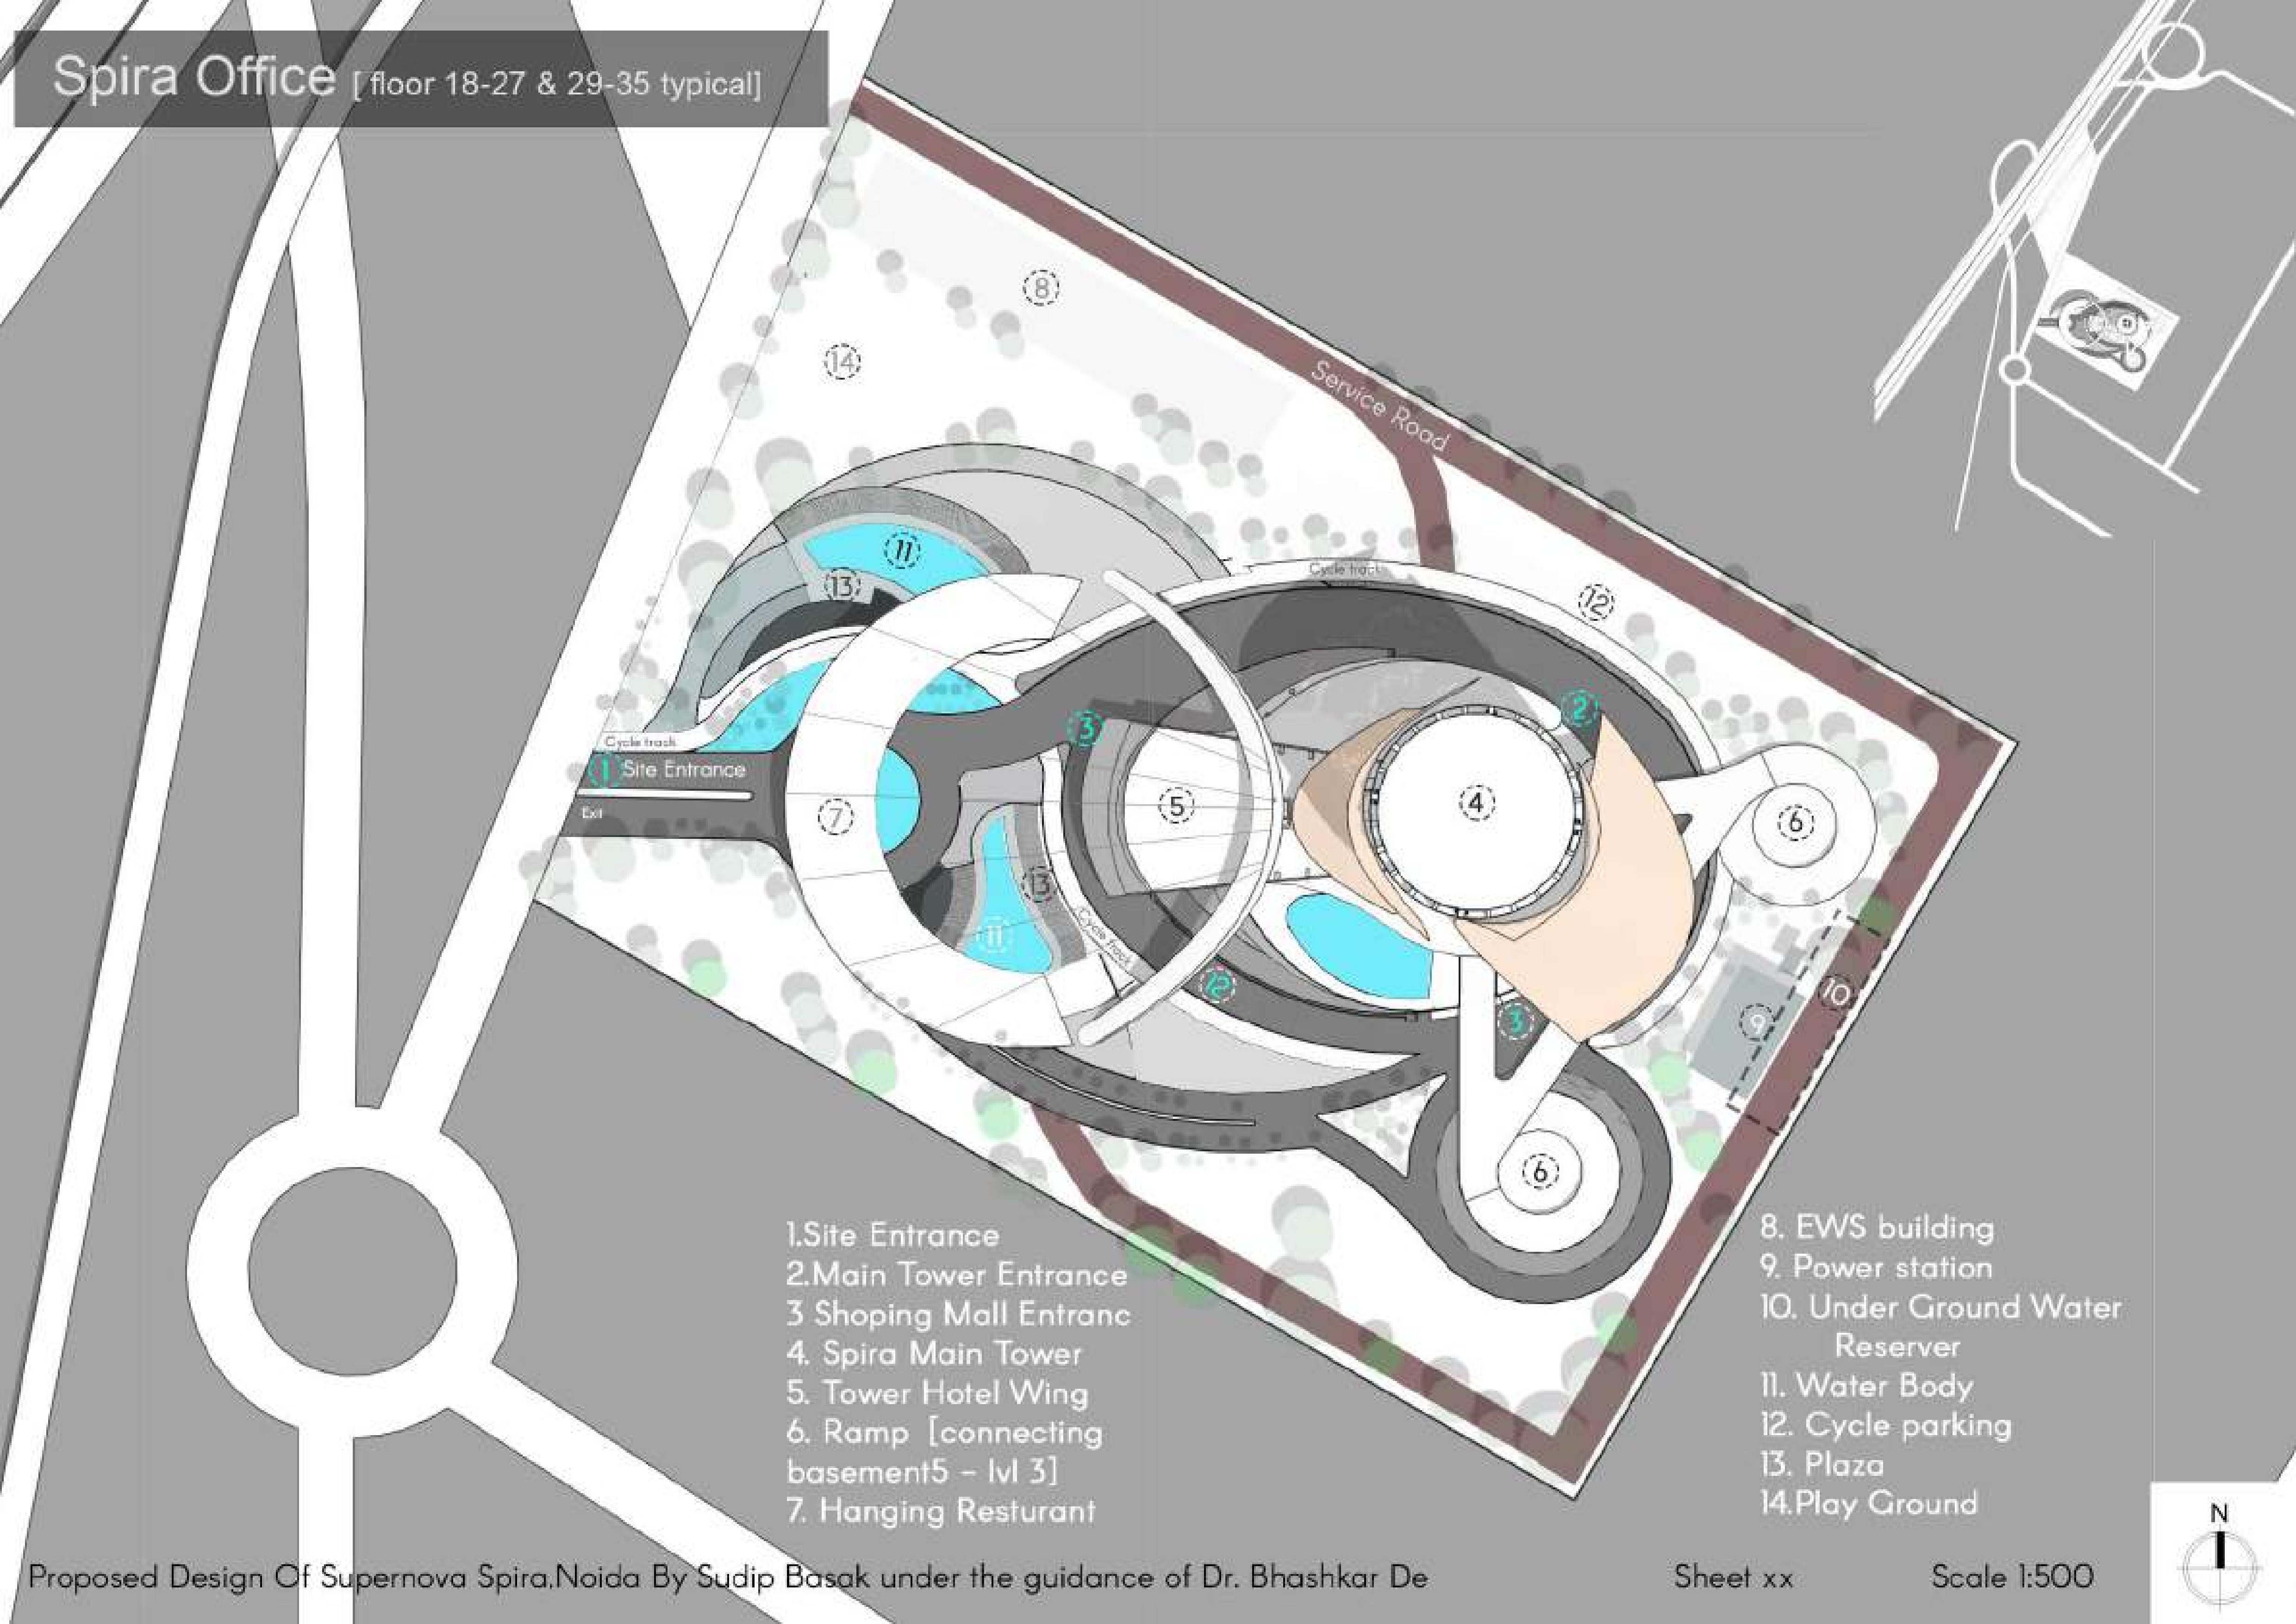 Spira Office [ floor 18-27 & 29-35 typical]
8
14
Service Road
11
13
Cycle track
12
2
3
Cycle track
1 Site Entrance
Exit
7
5
4
6
13
11
Cycle track
12
3
9
10
6
1.Site Entrance
2.Main Tower Entrance
3 Shoping Mall Entranc
4. Spira Main Tower
5. Tower Hotel Wing
6. Ramp [connecting
basement5 - lvl 3]
7. Hanging Resturant
8. EWS building
9. Power station
10. Under Ground Water
Reserver
11. Water Body
12. Cycle parking
13. Plaza
14.Play Ground
N
Proposed Design Of Supernova Spira,Noida By Sudip Basak under the guidance of Dr. Bhashkar De
Sheet xx
Scale 1:500